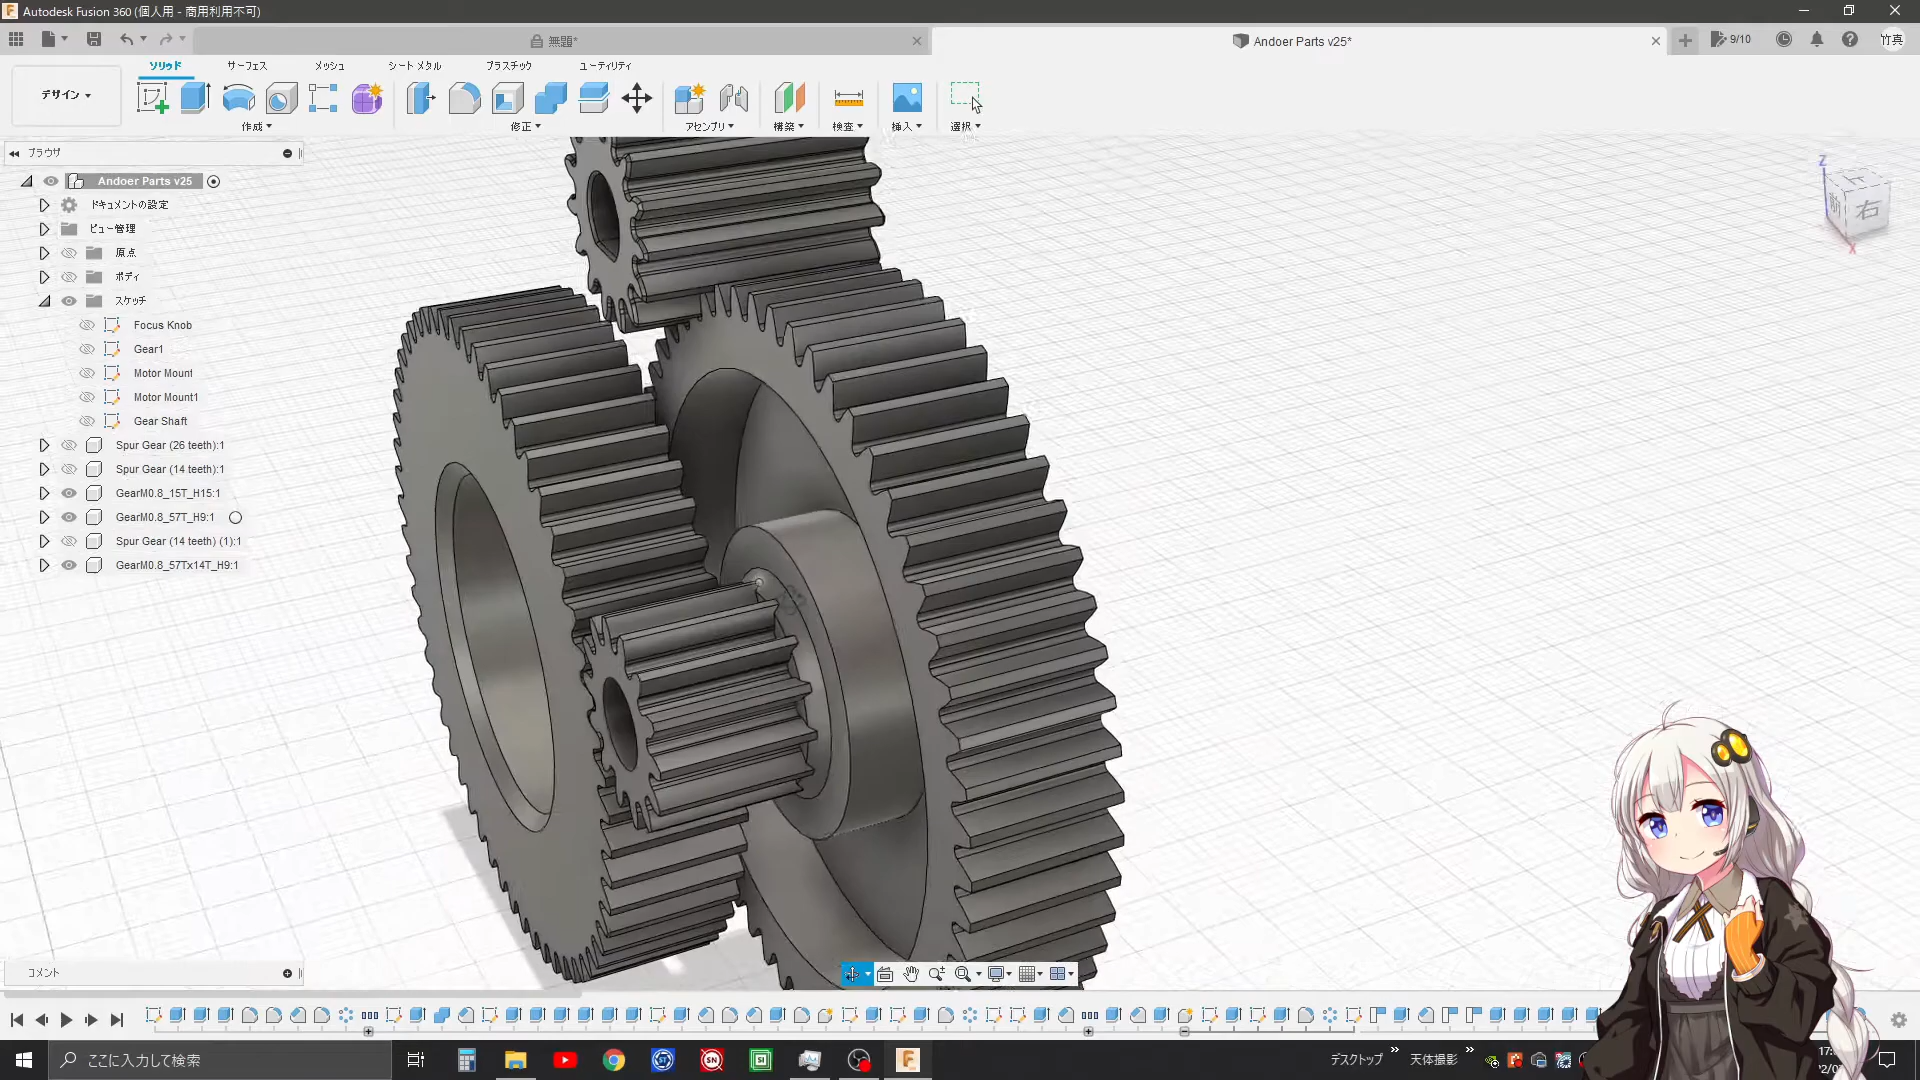 Autodesk Fusion 360 (個人用 - 商用利用不可)
無題*
Andoer Parts v25*
9/10
竹真
デザイン
ソリッド
サーフェス
メッシュ
シート メタル
プラスチック
ユーティリティ
作成
修正
アセンブリ
構築
検査
挿入
選択
ブラウザ
Andoer Parts v25
ドキュメントの設定
ビュー管理
原点
ボディ
スケッチ
Focus Knob
Gear1
Motor Mount
Motor Mount1
Gear Shaft
Spur Gear (26 teeth):1
Spur Gear (14 teeth):1
GearM0.8_15T_H15:1
GearM0.8_57T_H9:1
Spur Gear (14 teeth) (1):1
GearM0.8_57Tx14T_H9:1
Z
上
前
右
X
コメント
ここに入力して検索
デスクトップ
天体撮影